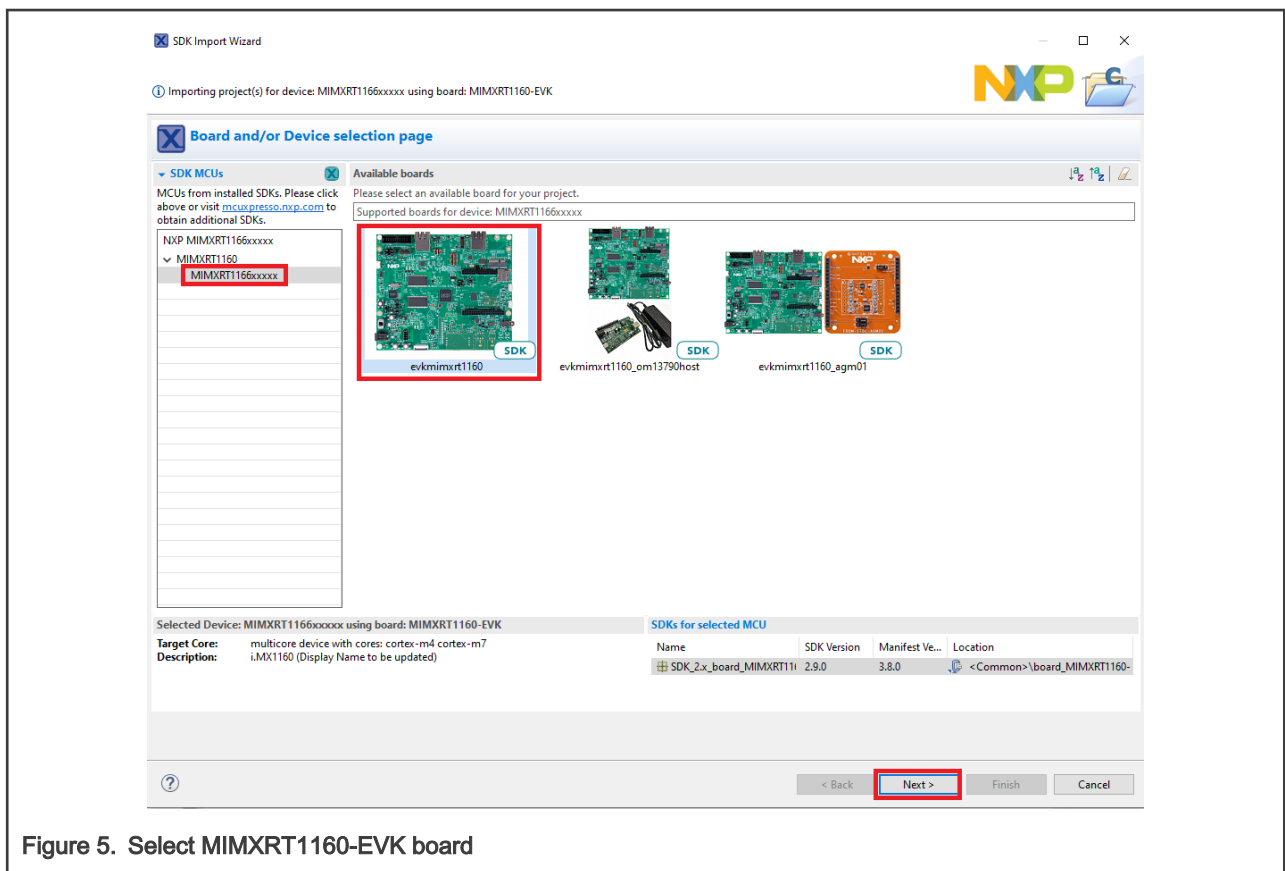 SDK Import Wizard
Importing project(s) for device: MIMXRT1166xxxxx using board: MIMXRT1160-EVK
NXP
C
Board and/or Device selection page
SDK MCUs
MCUs from installed SDKs. Please click
above or visit mcuxpresso.nxp.com to
obtain additional SDKs.
NXP MIMXRT1166xxxxx
MIMXRT1160
MIMXRT1166xxxxx
Available boards
Please select an available board for your project.
Supported boards for device: MIMXRT1166xxxxx
SDK
evkmimxrt1160
SDK
evkmimxrt1160_om13790host
NXP
SDK
evkmimxrt1160_agm01
Selected Device: MIMXRT1166xxxxx using board: MIMXRT1160-EVK
Target Core: multicore device with cores: cortex-m4 cortex-m7
Description: i.MX1160 (Display Name to be updated)
SDKs for selected MCU
Name SDK Version Manifest Ve... Location
SDK_2.x_board_MIMXRT11 2.9.0 3.8.0 <Common>\board_MIMXRT1160-
< Back Next > Finish Cancel
Figure 5. Select MIMXRT1160-EVK board